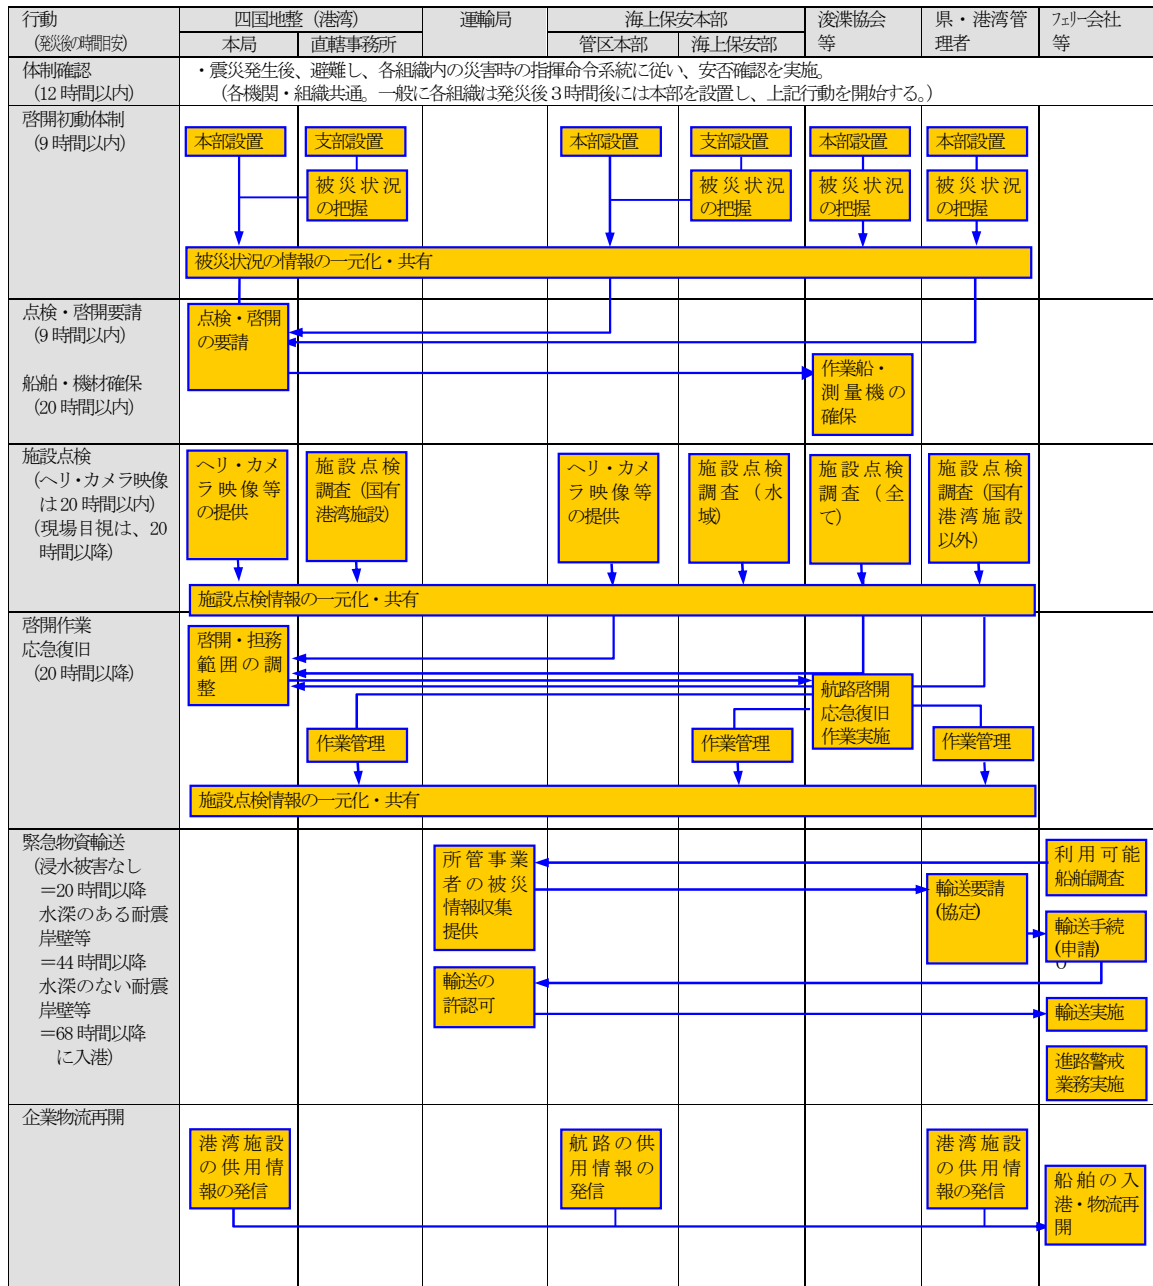 行動
(発災後の時間目安)
四国地整（港湾）
本局
直轄事務所
運輸局
海上保安本部
管区本部
海上保安部
浚渫協会
等
県・港湾管
理者
ﾌｪﾘｰ会社
等
体制確認
(12 時間以内)
・震災発生後、避難し、各組織内の災害時の指揮命令系統に従い、安否確認を実施。
（各機関・組織共通。一般に各組織は発災後３時間後には本部を設置し、上記行動を開始する。）
啓開初動体制
(9 時間以内)
本部設置
支部設置
本部設置
支部設置
本部設置
本部設置
被災状況
の把握
被災状況
の把握
被災状況
の把握
被災状況
の把握
被災状況の情報の一元化・共有
点検・啓開要請
(9 時間以内)
船舶・機材確保
(20 時間以内)
点検・啓開
の要請
作業船・
測量機の
確保
施設点検
(ヘリ・カメラ映像
は 20 時間以内)
(現場目視は、20
時間以降)
ヘリ・カメ
ラ映像等
の提供
施設点検
調査（国有
港湾施設）
ヘリ・カメ
ラ映像等
の提供
施設点検
調査（水
域）
施設点検
調査（全
て）
施設点検
調査（国有
港湾施設
以外）
施設点検情報の一元化・共有
啓開作業
応急復旧
(20 時間以降)
啓開・担務
範囲の調
整
航路啓開
応急復旧
作業実施
作業管理
作業管理
作業管理
施設点検情報の一元化・共有
緊急物資輸送
(浸水被害なし
＝20 時間以降
水深のある耐震
岸壁等
＝44 時間以降
水深のない耐震
岸壁等
＝68 時間以降
に入港)
所管事業
者の被災
情報収集
提供
利用可能
船舶調査
輸送要請
(協定)
輸送手続
(申請)
輸送の
許認可
輸送実施
進路警戒
業務実施
企業物流再開
港湾施設
の供用情
報の発信
航路の供
用情報の
発信
港湾施設
の供用情
報の発信
船舶の入
港・物流再
開